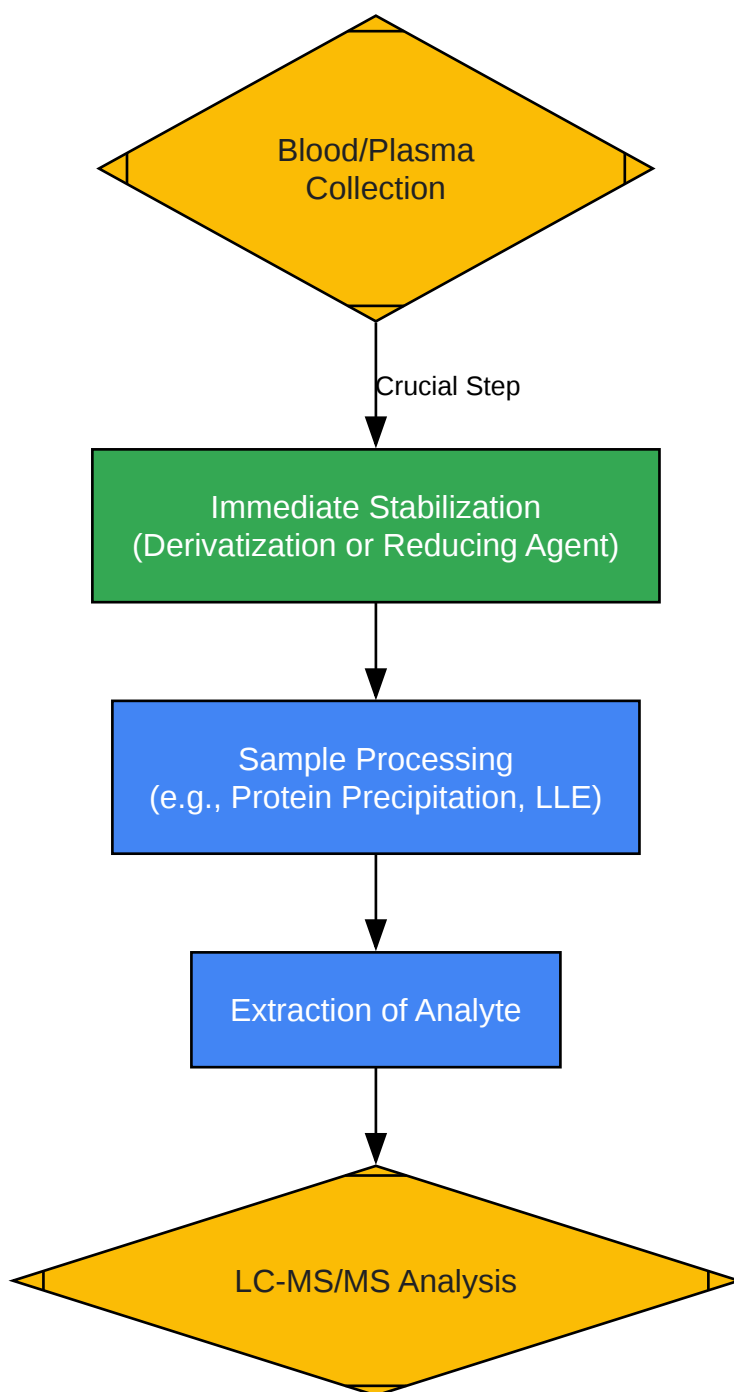 Blood/Plasma
Collection
Crucial Step
Immediate Stabilization
(Derivatization or Reducing Agent)
Sample Processing
(e.g., Protein Precipitation, LLE)
Extraction of Analyte
LC-MS/MS Analysis